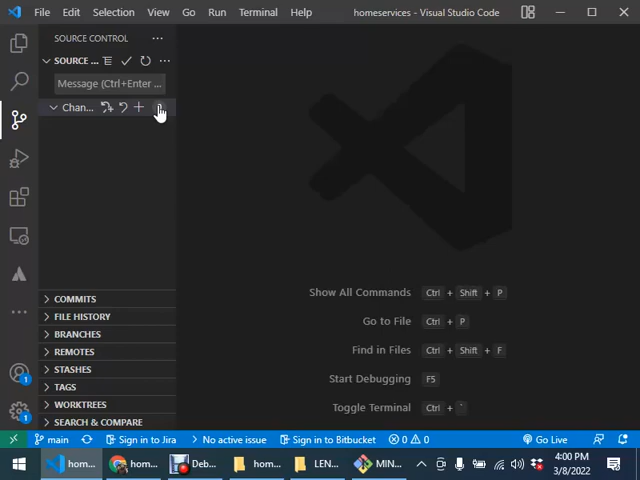 File Edit Selection View Go Run Terminal Help homeservices - Visual Studio Code
SOURCE CONTROL
SOURCE ...
Message (Ctrl+Enter ...
Chan...
Show All Commands Ctrl + Shift + P
Go to File Ctrl + P
Find in Files Ctrl + Shift + F
Start Debugging F5
Toggle Terminal Ctrl + `
COMMITS
FILE HISTORY
BRANCHES
REMOTES
STASHES
TAGS
WORKTREES
SEARCH & COMPARE
1
1
main Sign in to Jira No active issue Sign in to Bitbucket 0 0 Go Live
hom... hom... Deb... hom... LEN... MIN... 4:00 PM
3/8/2022